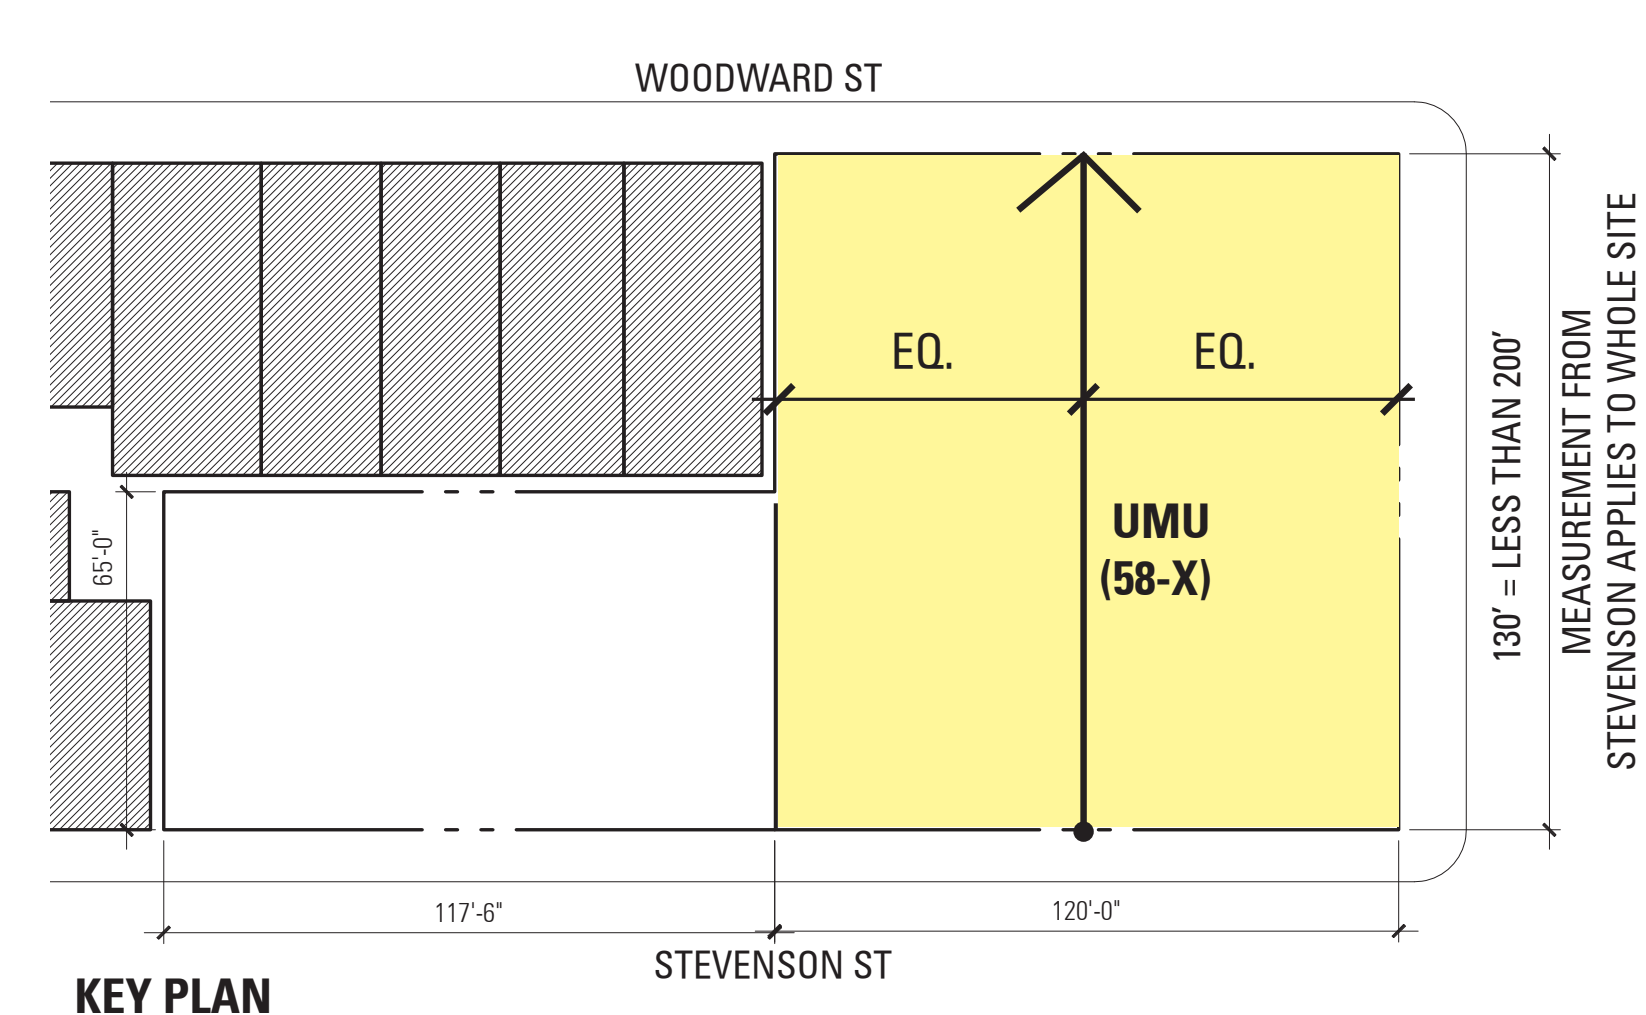 WOODWARD ST
EQ.
EQ.
UMU
(58-X)
65'-0"
130’ = LESS THAN 200’
MEASUREMENT FROM
STEVENSON APPLIES TO WHOLE SITE
117'-6"
120'-0"
STEVENSON ST
KEY PLAN